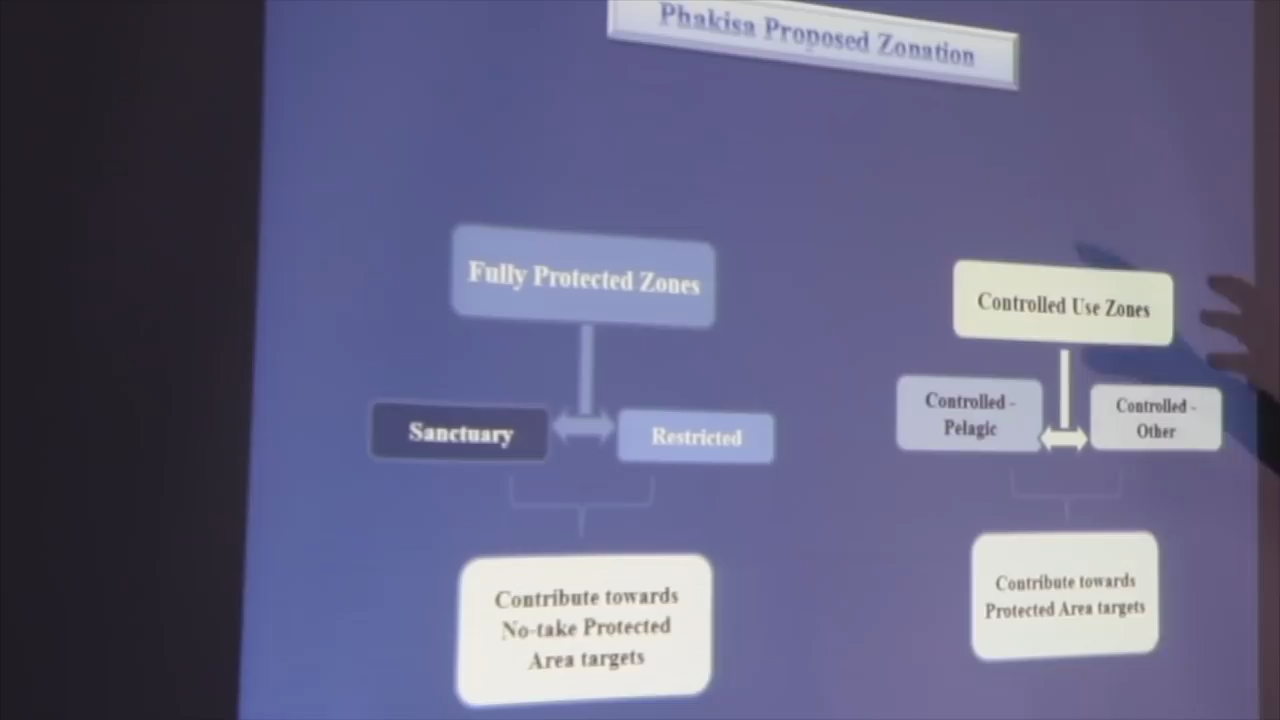 Phakisa Proposed Zonation
Fully Protected Zones
Sanctuary
Restricted
Contribute towards
No-take Protected
Area targets
Controlled Use Zones
Controlled -
Pelagic
Controlled -
Other
Contribute towards
Protected Area targets